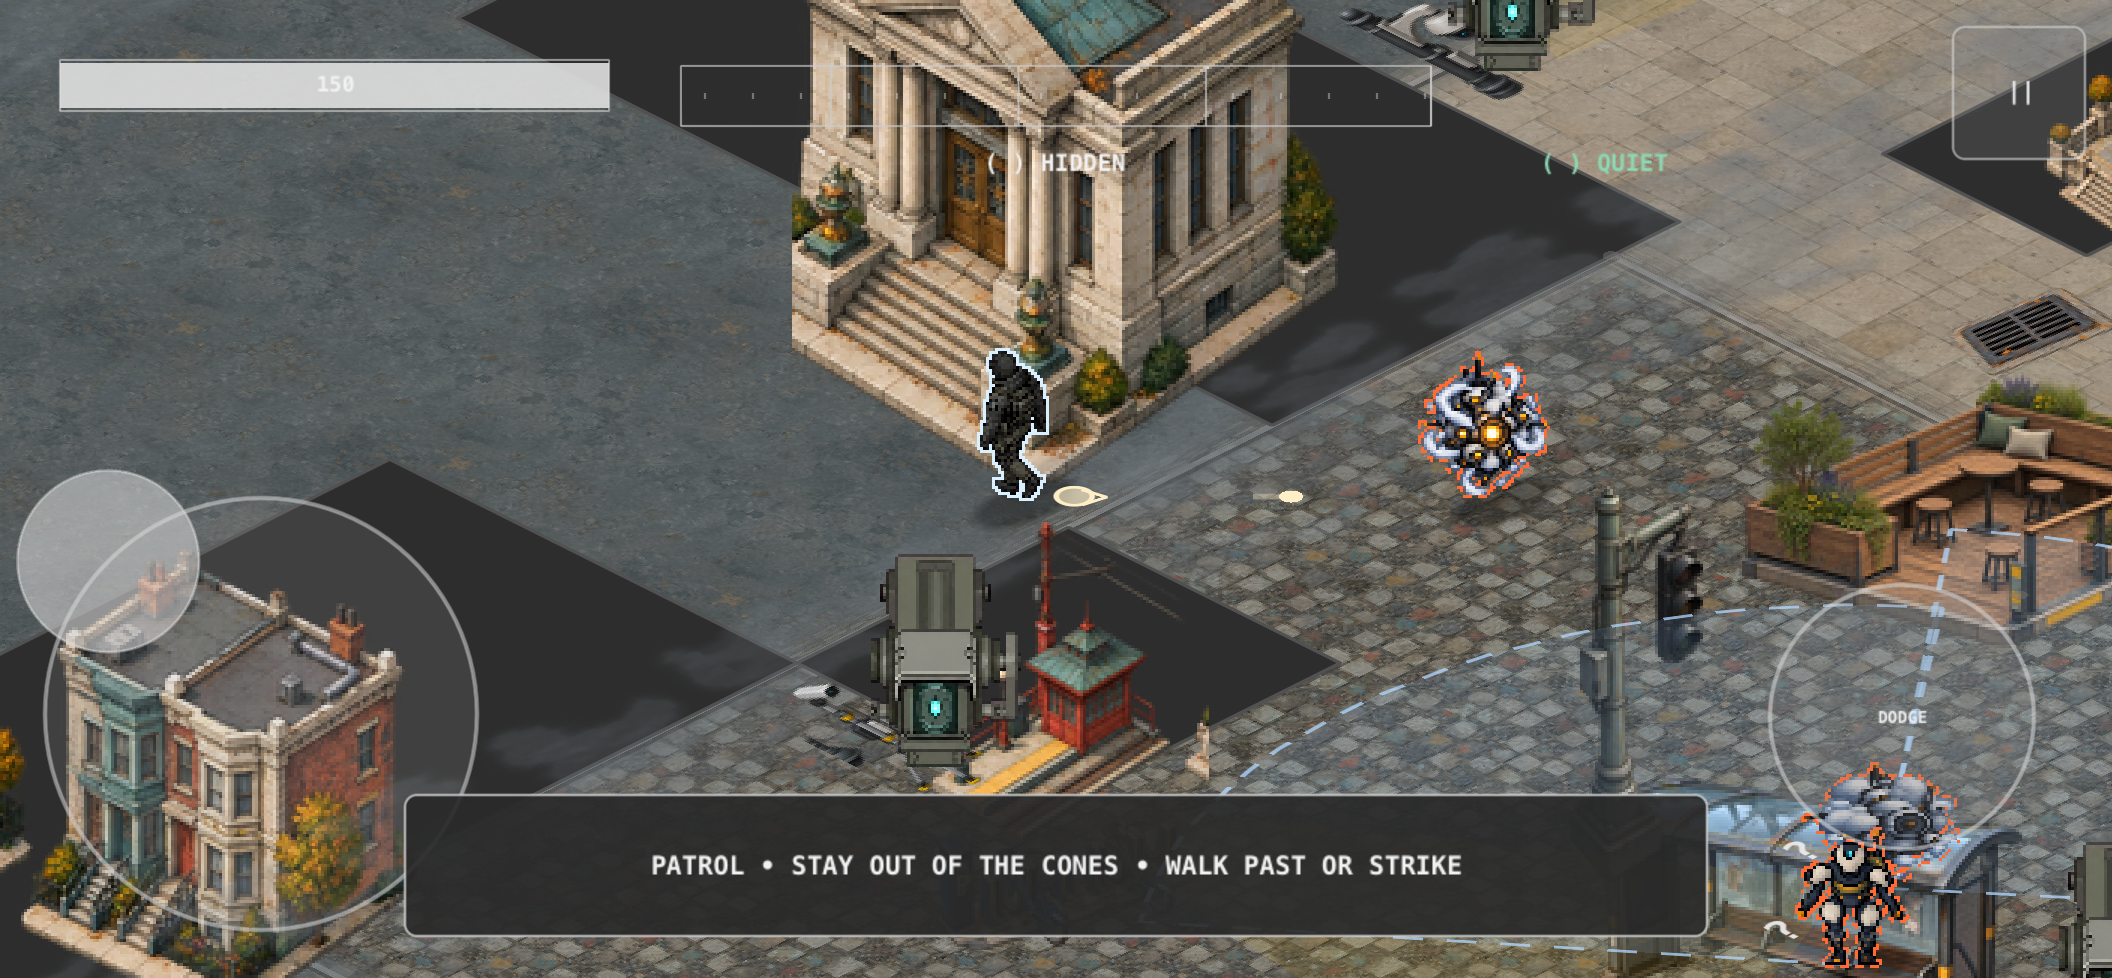 150
( ) HIDDEN
( ) QUIET
DODGE
PATROL • STAY OUT OF THE CONES • WALK PAST OR STRIKE